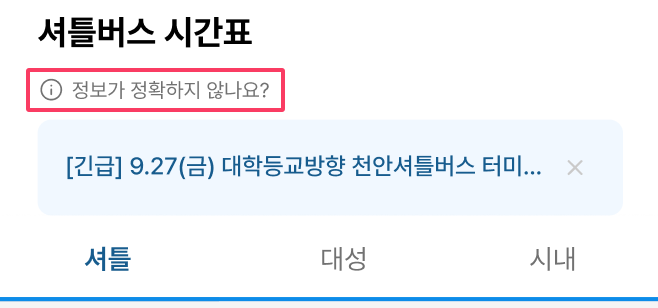 셔틀버스 시간표
정보가 정확하지 않나요?
[긴급] 9.27(금) 대학등교방향 천안셔틀버스 터미...
셔틀 대성 시내